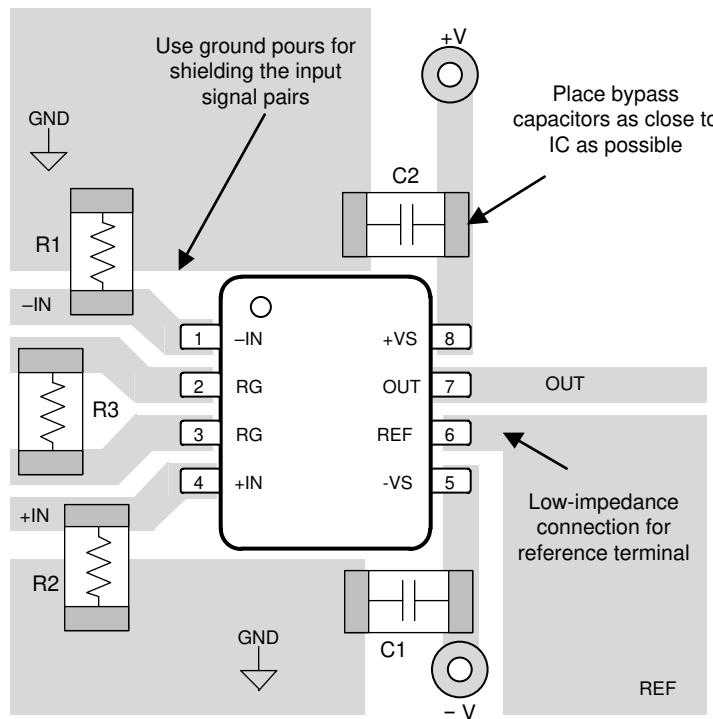 +V
Use ground pours for
shielding the input
signal pairs
Place bypass
capacitors as close to
IC as possible
GND
C2
R1
–IN
1 –IN +VS 8
2 RG OUT 7 OUT
R3
3 RG REF 6
4 +IN -VS 5
+IN
Low-impedance
connection for
reference terminal
R2
GND
C1
REF
– V